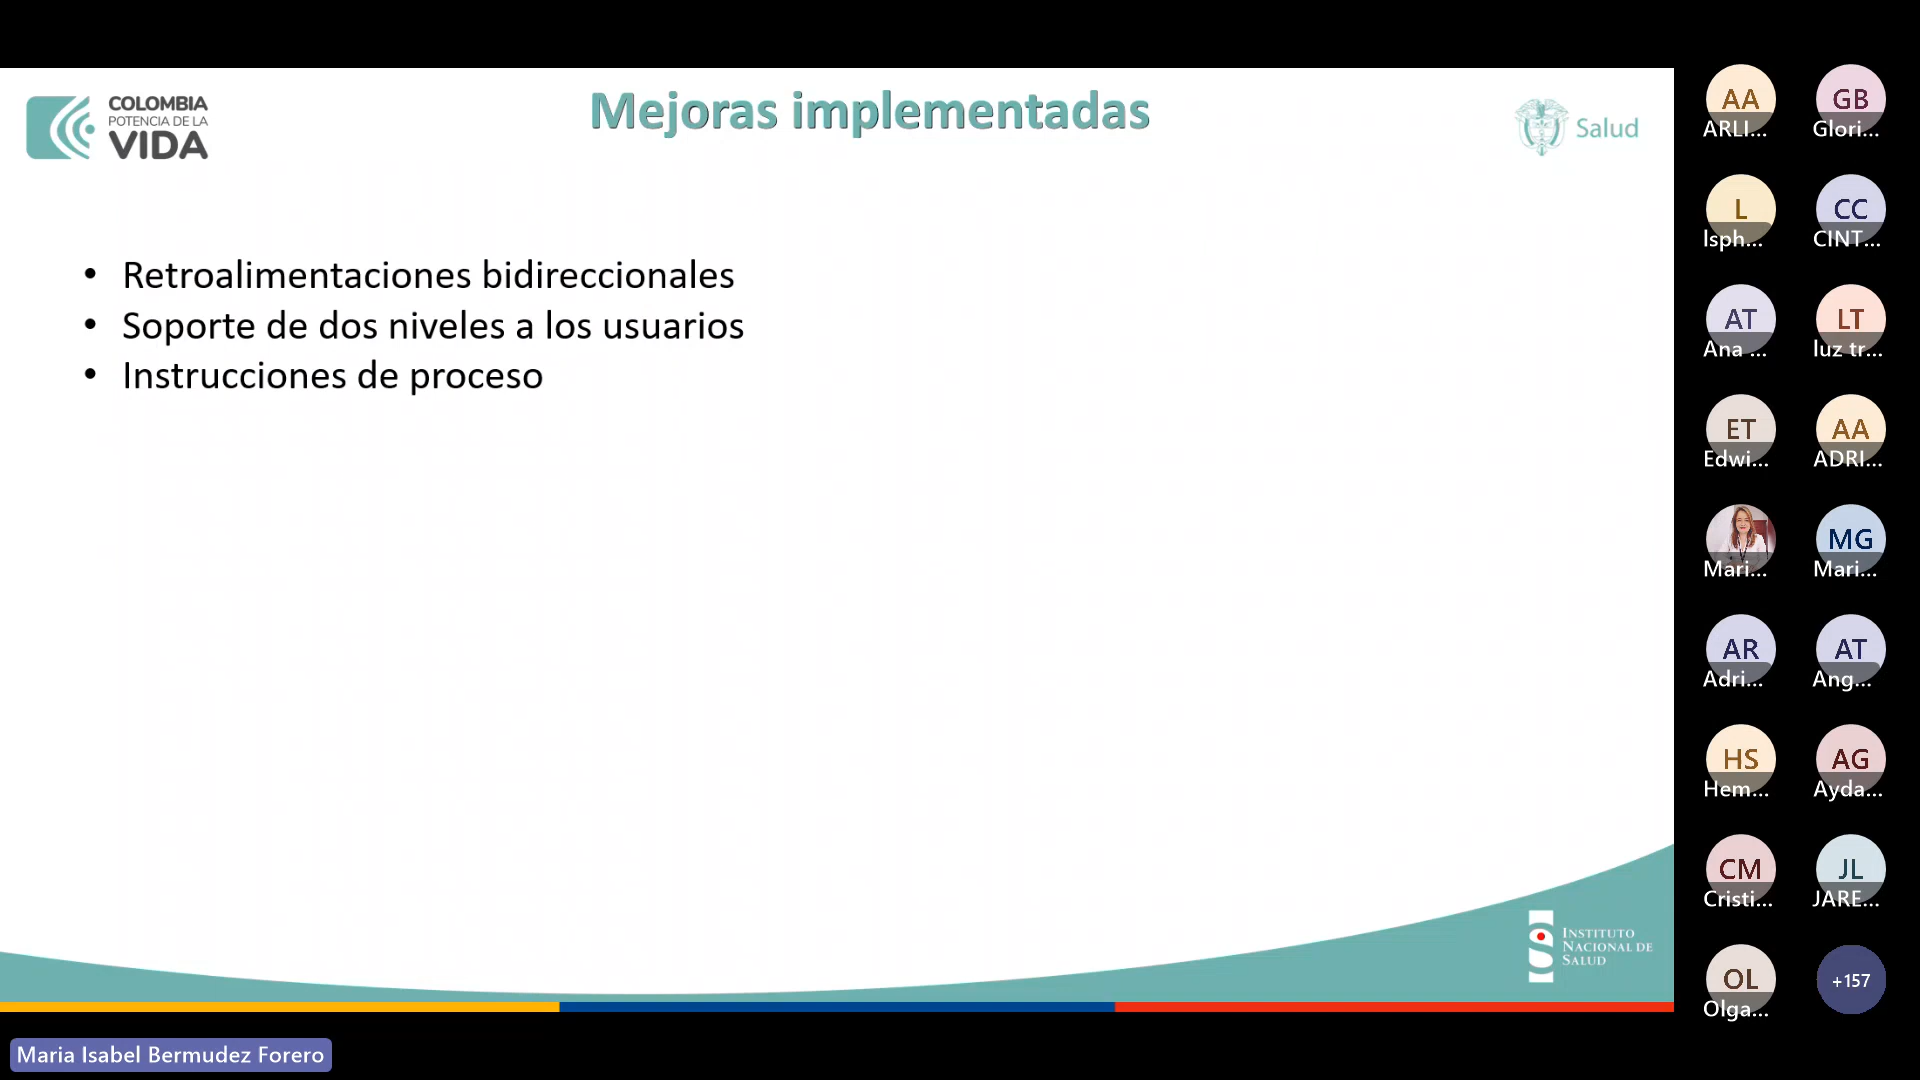 COLOMBIA
POTENCIA DE LA
VIDA
Mejoras implementadas
Salud
• Retroalimentaciones bidireccionales
• Soporte de dos niveles a los usuarios
• Instrucciones de proceso
INSTITUTO
NACIONAL DE
SALUD
Maria Isabel Bermudez Forero
AA
ARLI...
GB
Glori...
L
lsph...
CC
CINT...
AT
Ana ...
LT
luz tr...
ET
Edwi...
AA
ADRI...
Mari...
MG
Mari...
AR
Adri...
AT
Ang...
HS
Hem...
AG
Ayda...
CM
Cristi...
JL
JARE...
OL
Olga...
+157